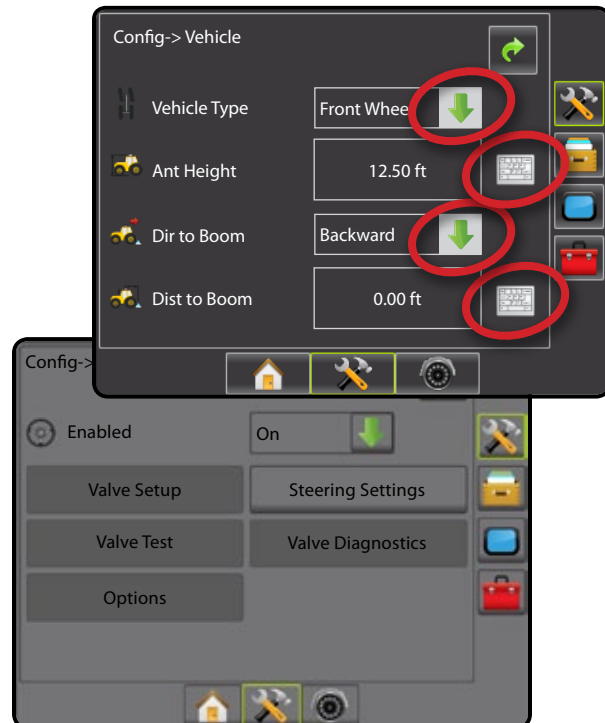 Config-> Vehicle
Vehicle Type
Front Whee
Ant Height
12.50 ft
Dir to Boom
Backward
Dist to Boom
0.00 ft
Config->
Enabled
On
Valve Setup
Steering Settings
Valve Test
Valve Diagnostics
Options